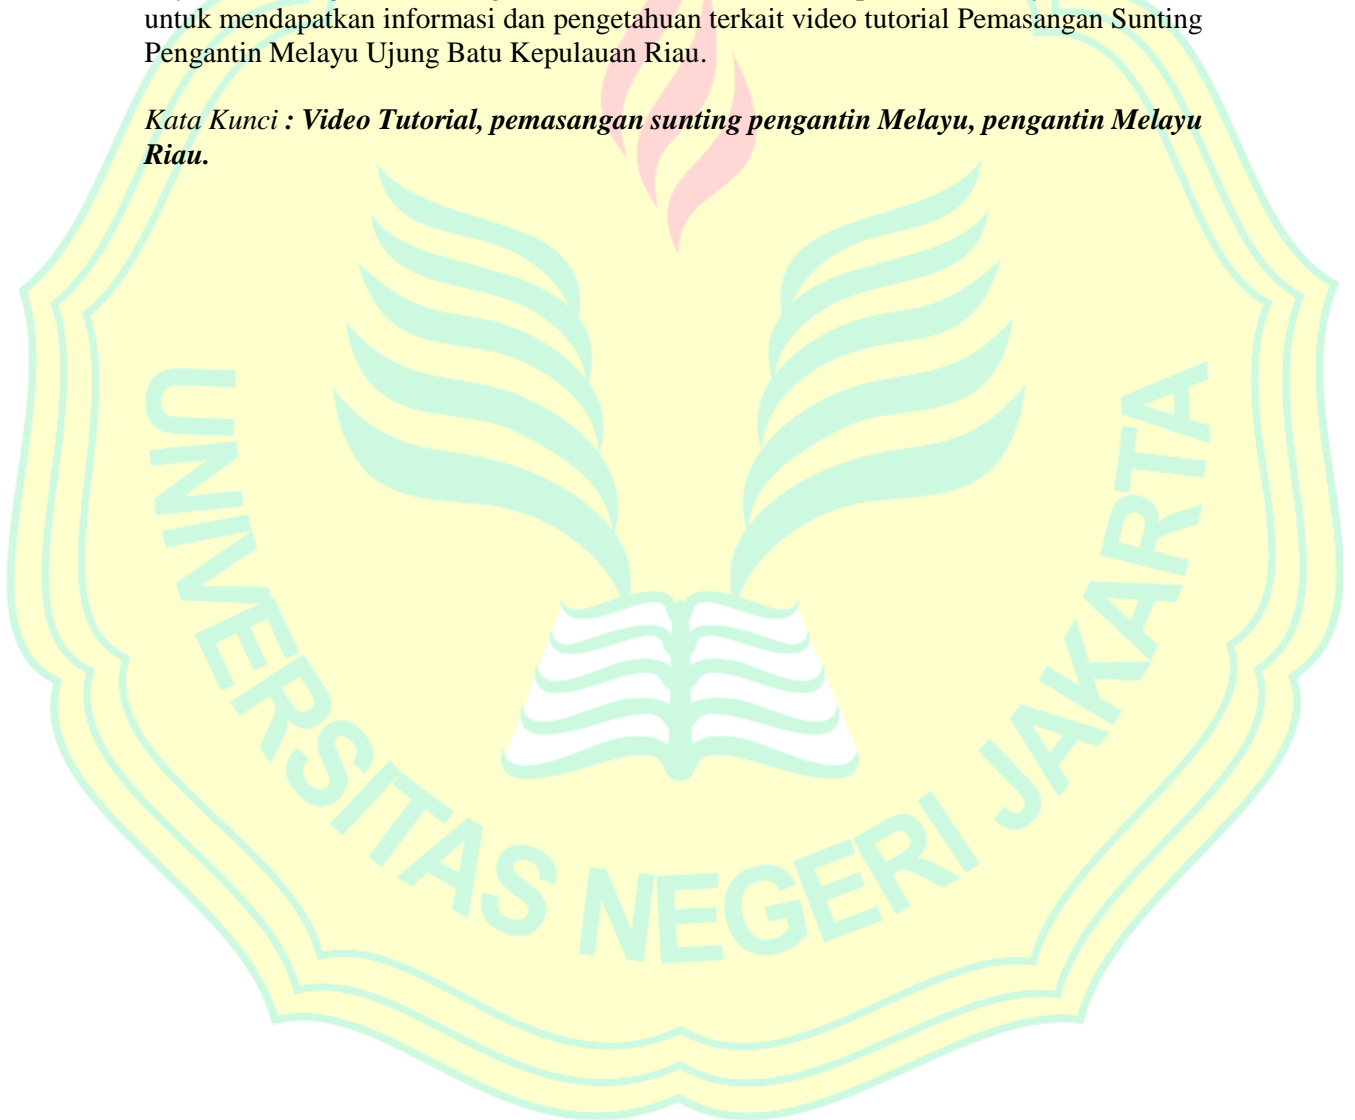 untuk mendapatkan informasi dan pengetahuan terkait video tutorial Pemasangan Sunting
Pengantin Melayu Ujung Batu Kepulauan Riau.
Kata Kunci : Video Tutorial, pemasangan sunting pengantin Melayu, pengantin Melayu
Riau.
UNIVERSITAS NEGERI JAKARTA